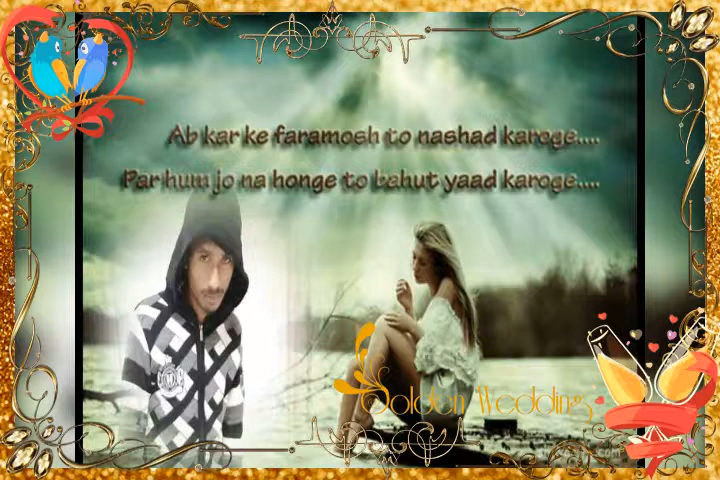 Ab kar ke faramosh to nashad karoge....
Par hum jo na honge to bahut yaad karoge....
Golden Wedding